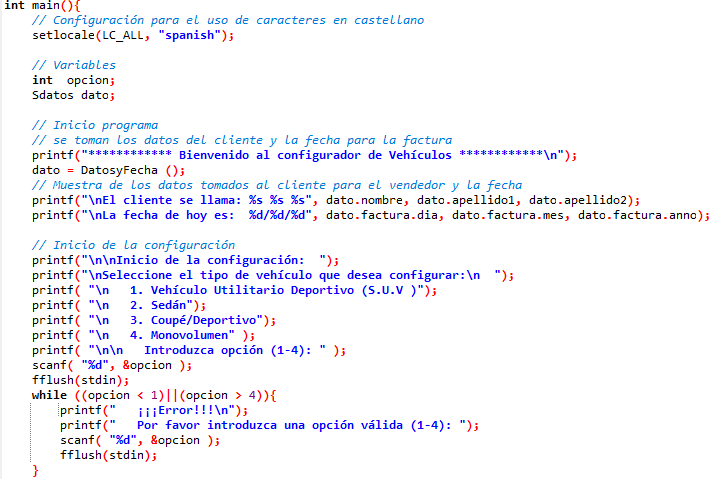 int main(){
// Configuración para el uso de caracteres en castellano
setlocale(LC_ALL, "spanish");
// Variables
int  opcion;
Sdatos dato;
// Inicio programa
// se toman los datos del cliente y la fecha para la factura
printf("************ Bienvenido al configurador de Vehículos ************\n");
dato = DatosyFecha ();
// Muestra de los datos tomados al cliente para el vendedor y la fecha
printf("\nEl cliente se llama: %s %s %s", dato.nombre, dato.apellido1, dato.apellido2);
printf("\nLa fecha de hoy es:  %d/%d/%d", dato.factura.dia, dato.factura.mes, dato.factura.anno);
// Inicio de la configuración
printf("\n\nInicio de la configuración:  ");
printf("\nSeleccione el tipo de vehículo que desea configurar:\n  ");
printf( "\n   1. Vehículo Utilitario Deportivo (S.U.V )");
printf( "\n   2. Sedán");
printf( "\n   3. Coupé/Deportivo");
printf( "\n   4. Monovolumen" );
printf( "\n\n   Introduzca opción (1-4): " );
scanf( "%d", &opcion );
fflush(stdin);
while ((opcion < 1)||(opcion > 4)){
printf("   ¡¡¡Error!!!\n");
printf("   Por favor introduzca una opción válida (1-4): ");
scanf( "%d", &opcion );
fflush(stdin);
}